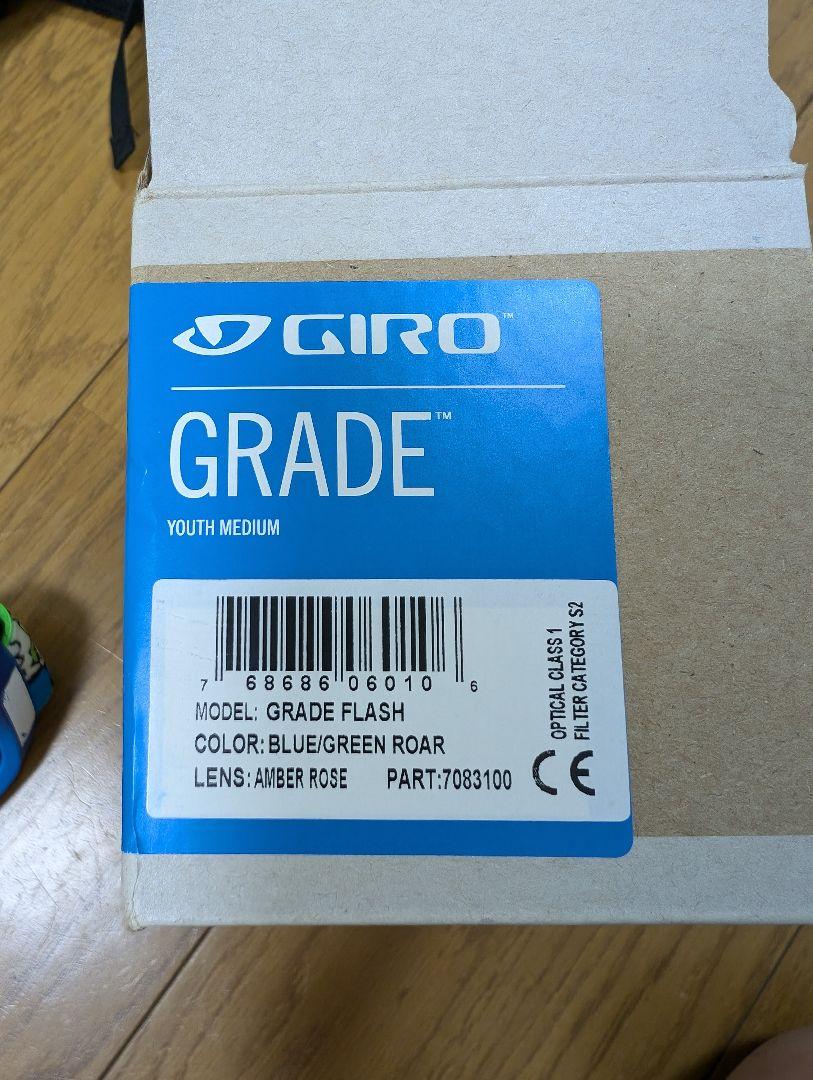 GIRO™
GRADE™
YOUTH MEDIUM
7 68686 06010 6
MODEL: GRADE FLASH
COLOR: BLUE/GREEN ROAR
LENS: AMBER ROSE PART:7083100
OPTICAL CLASS 1
FILTER CATEGORY S2
CE